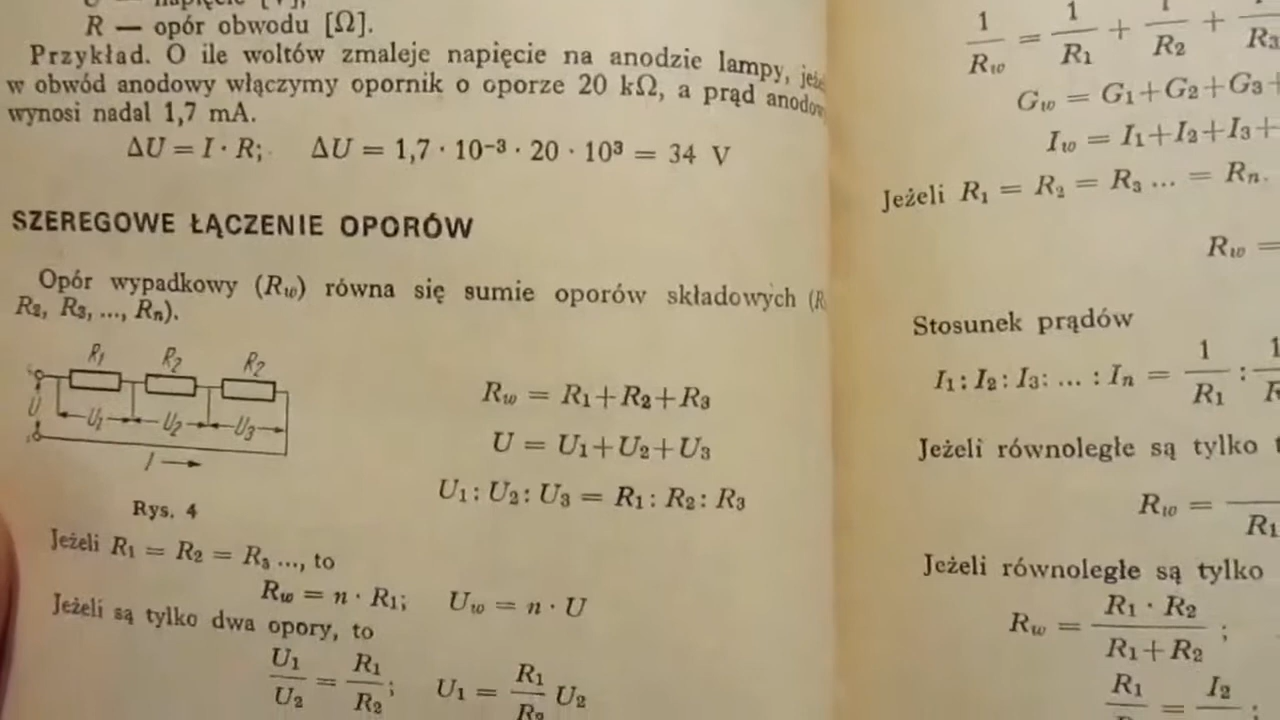 R — opór obwodu [Ω].
Przykład. O ile woltów zmaleje napięcie na anodzie lampy,
w obwód anodowy włączymy opornik o oporze 20 kΩ, a prąd
wynosi nadal 1,7 mA.
ΔU = I · R; ΔU = 1,7 · 10⁻³ · 20 · 10³ = 34 V
SZEREGOWE ŁĄCZENIE OPORÓW
Opór wypadkowy (Rw) równa się sumie oporów składowych (R
R2, R3, ..., Rn).
R1 R2 R2
U U1 U2 U3
I
Rw = R1+R2+R3
U = U1+U2+U3
U1 : U2 : U3 = R1 : R2 : R3
Rys. 4
Jeżeli R1 = R2 = R3 ..., to
Rw = n · R1; Uw = n · U
Jeżeli są tylko dwa opory, to
U1/U2 = R1/R2; U1 = R1/R2 U2
1/Rw = 1/R1 + 1/R2 + /R3
Gw = G1+G2+G3+
Iw = I1+I2+I3+
Jeżeli R1 = R2 = R3 ... = Rn.
Rw =
Stosunek prądów
I1 : I2 : I3 : ... : In = 1/R1 : 1/R
Jeżeli równoległe są tylko
Rw = /R1
Jeżeli równoległe są tylko
Rw = R1 · R2/R1+R2 ;
R1/R = I2/ ;